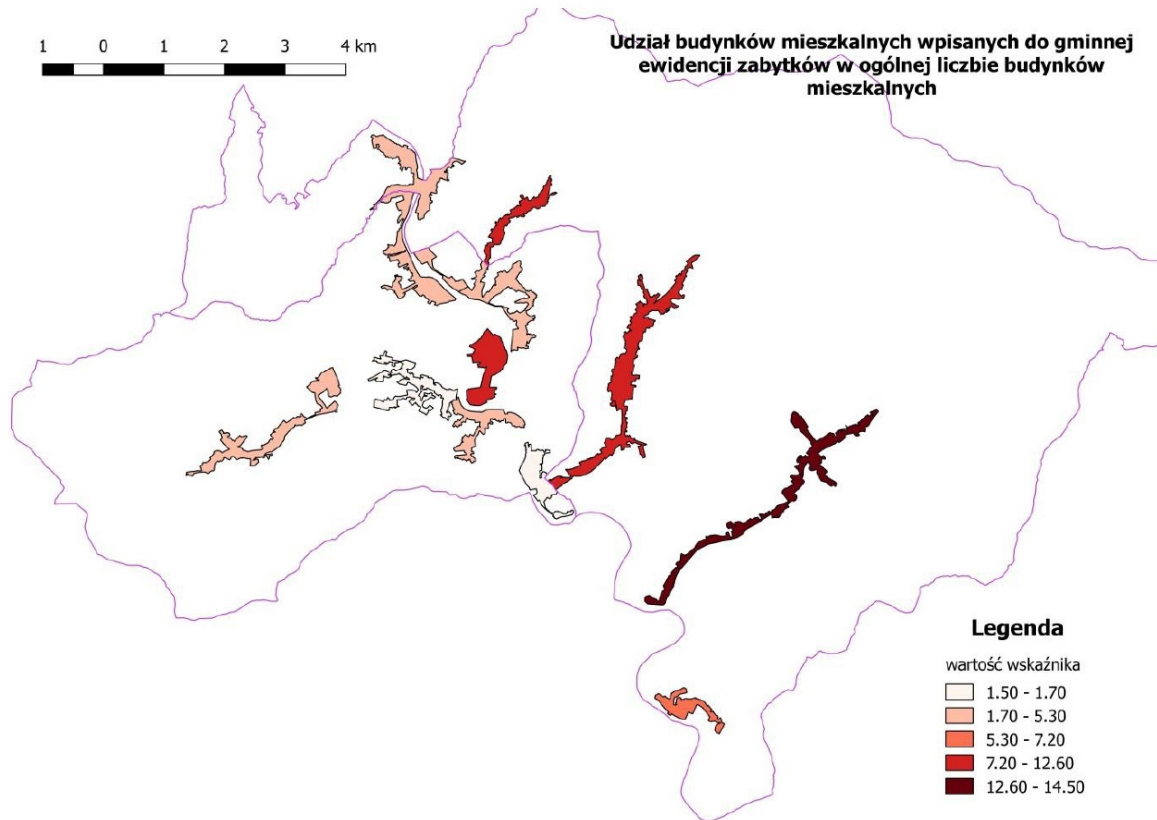 1 0 1 2 3 4 km
Udział budynków mieszkalnych wpisanych do gminnej
ewidencji zabytków w ogólnej liczbie budynków
mieszkalnych
Legenda
wartość wskaźnika
1.50 - 1.70
1.70 - 5.30
5.30 - 7.20
7.20 - 12.60
12.60 - 14.50